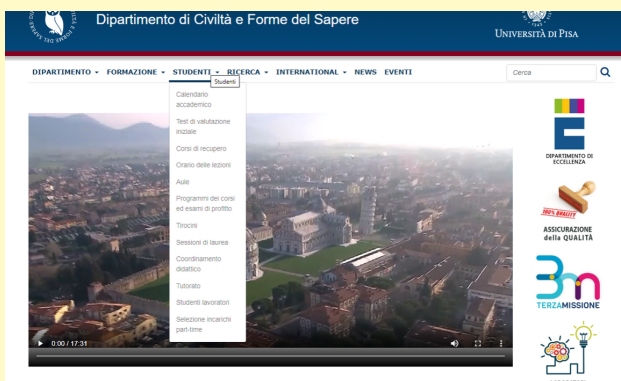 Dipartimento di Civiltà e Forme del Sapere
UNIVERSITÀ DI PISA
DIPARTIMENTO FORMAZIONE STUDENTI RICERCA INTERNATIONAL NEWS EVENTI
Cerca
Studenti
Calendario
accademico
Test di valutazione
iniziale
Corsi di recupero
Orario delle lezioni
Aule
Programmi dei corsi
ed esami di profitto
Tirocini
Sessioni di laurea
Coordinamento
didattico
Tutorato
Studenti lavoratori
Selezione incarichi
part-time
0:00 / 17:31
DIPARTIMENTO DI
ECCELLENZA
100% QUALITY
ASSICURAZIONE
della QUALITÀ
TERZAMISSIONE